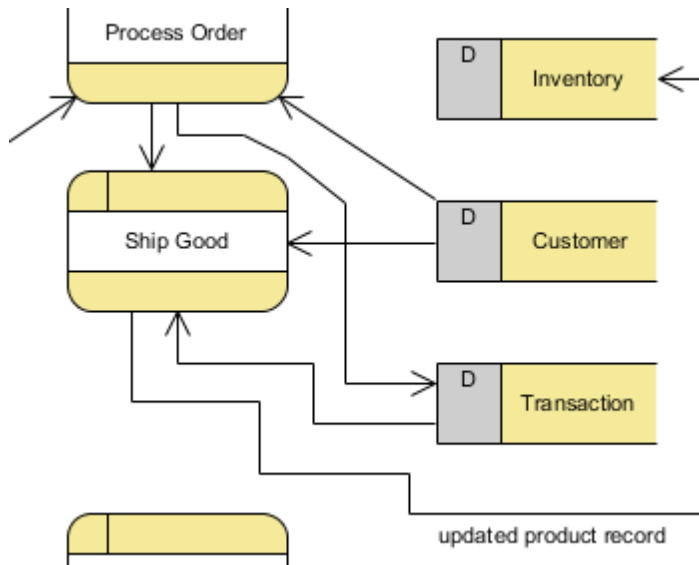 Process Order
D
Inventory
D
Ship Good
Customer
D
Transaction
updated product record